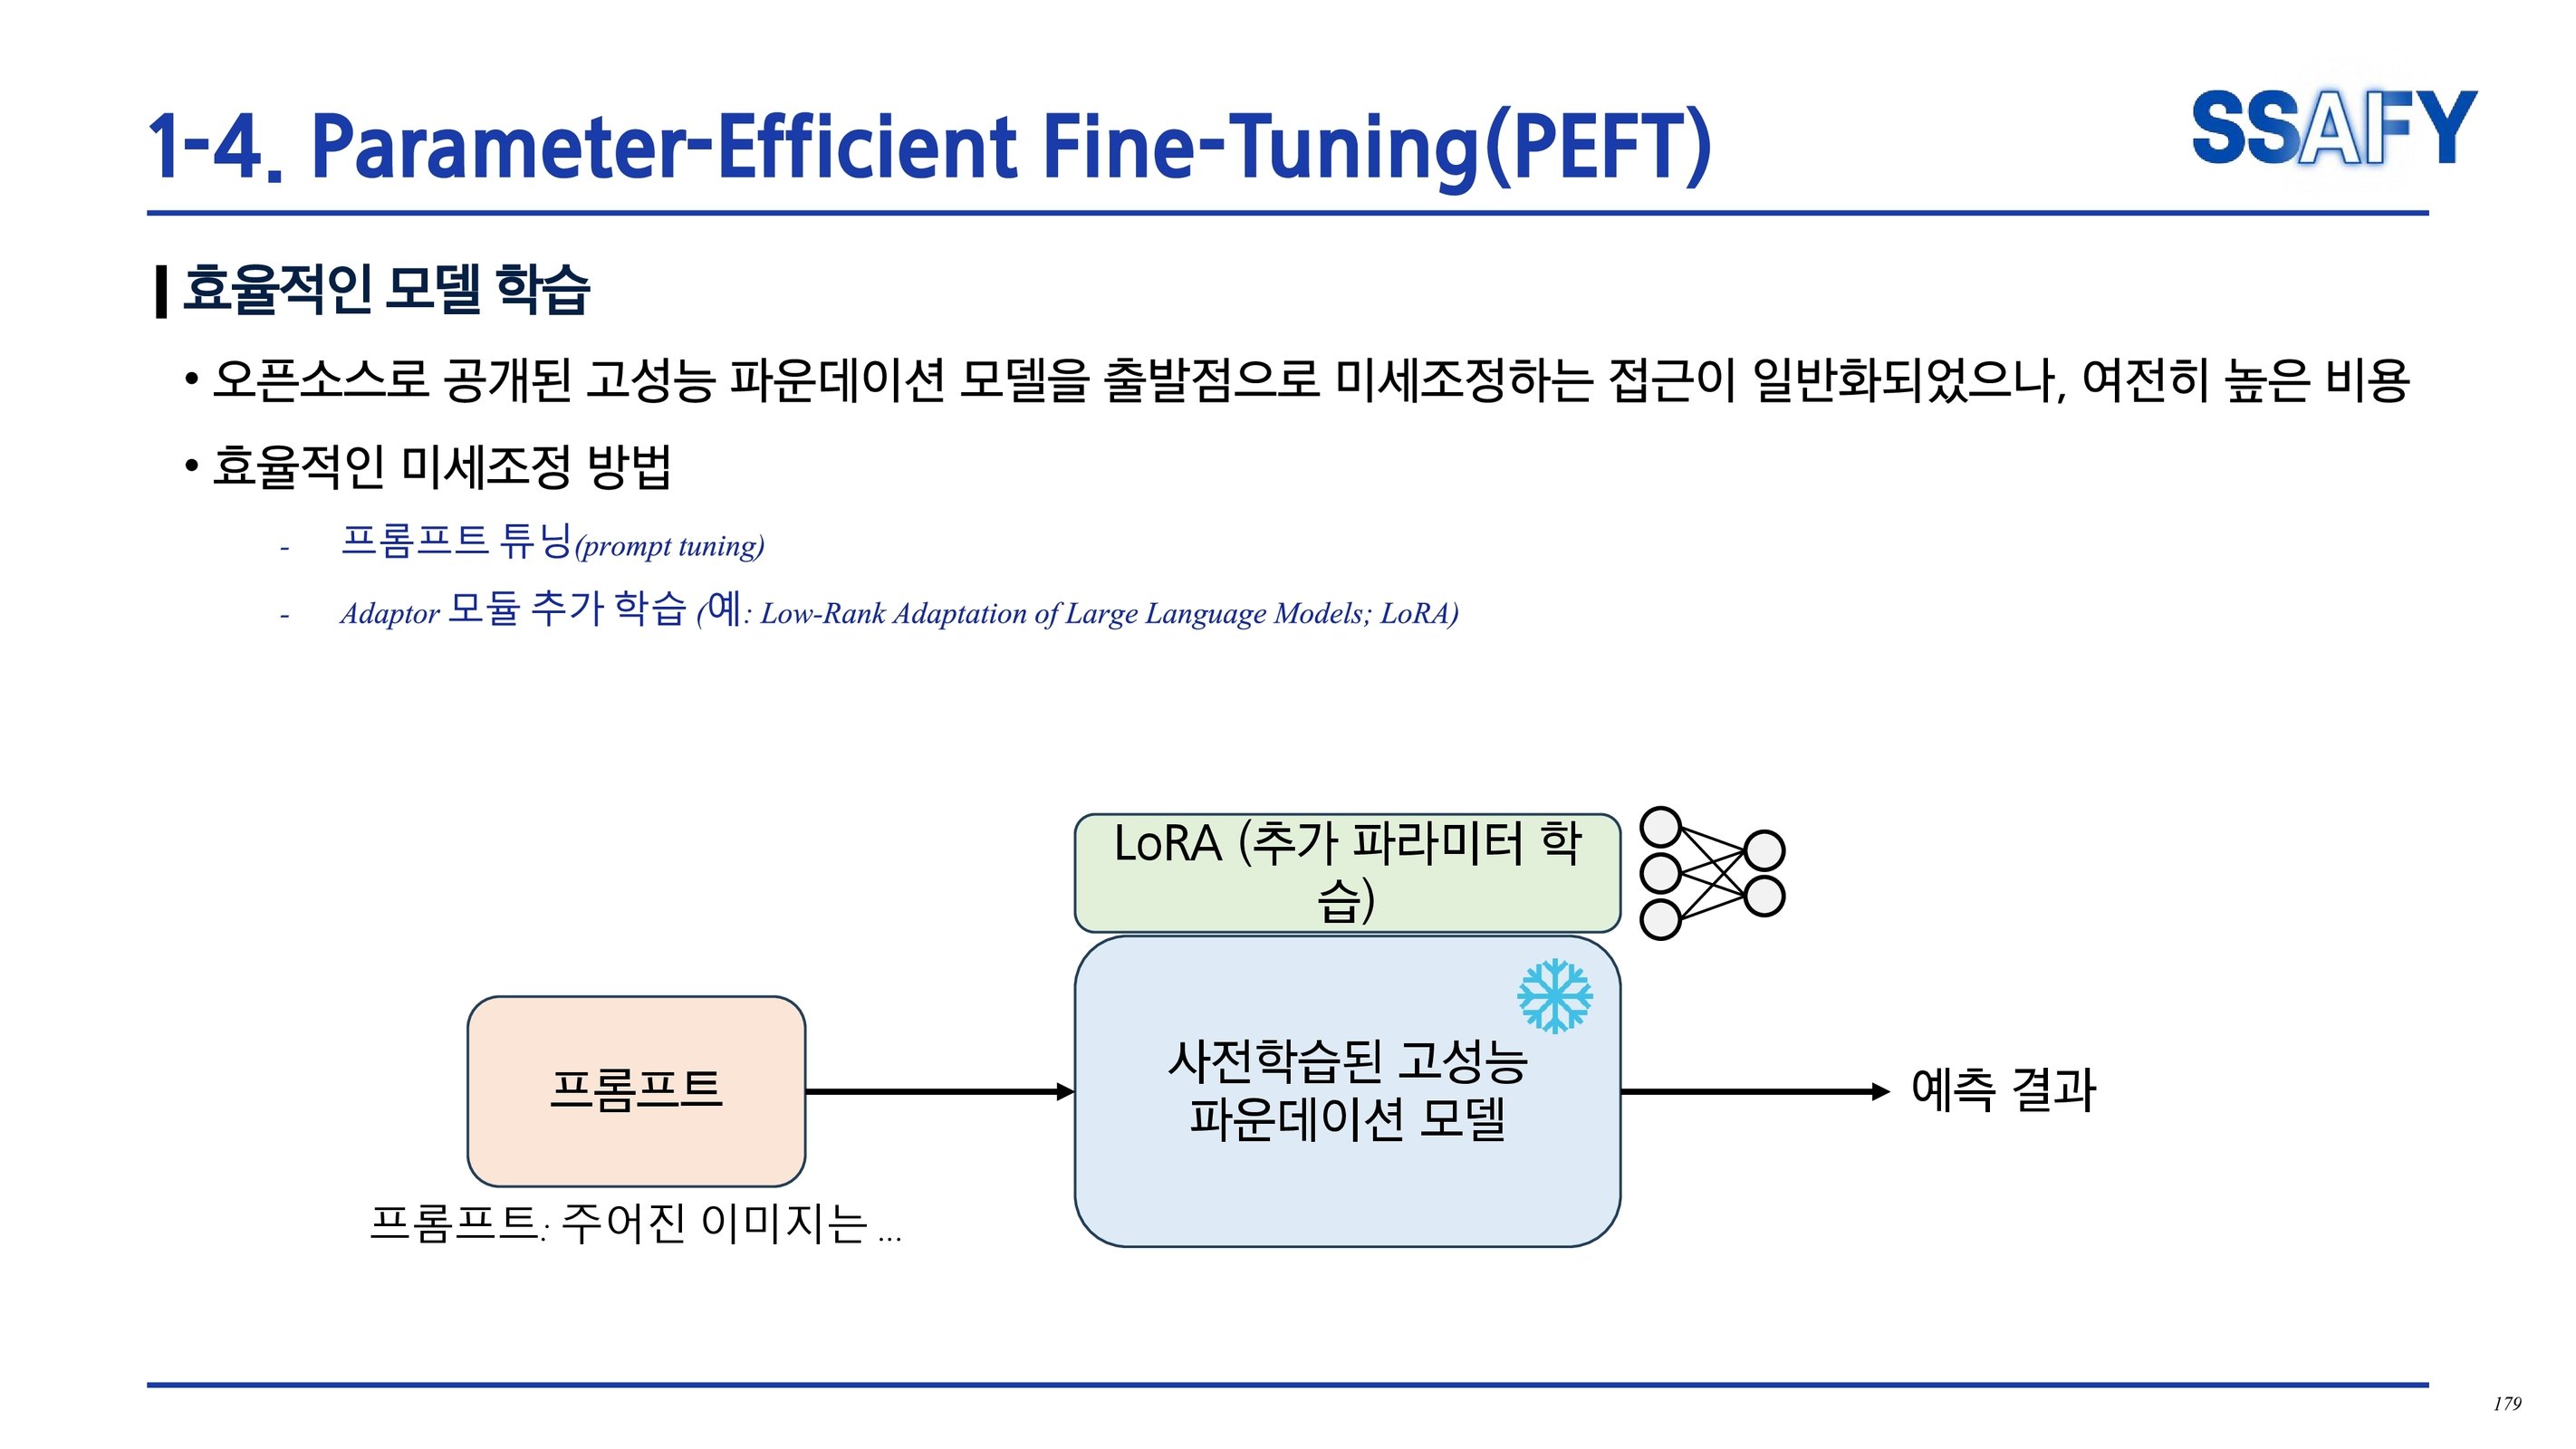 1-4. Parameter-Efficient Fine-Tuning(PEFT)
SSAFY
효율적인 모델 학습
• 오픈소스로 공개된 고성능 파운데이션 모델을 출발점으로 미세조정하는 접근이 일반화되었으나, 여전히 높은 비용
• 효율적인 미세조정 방법
- 프롬프트 튜닝(prompt tuning)
- Adaptor 모듈 추가 학습 (예: Low-Rank Adaptation of Large Language Models; LoRA)
LoRA (추가 파라미터 학
습)
사전학습된 고성능
파운데이션 모델
프롬프트
예측 결과
프롬프트: 주어진 이미지는 ...
179